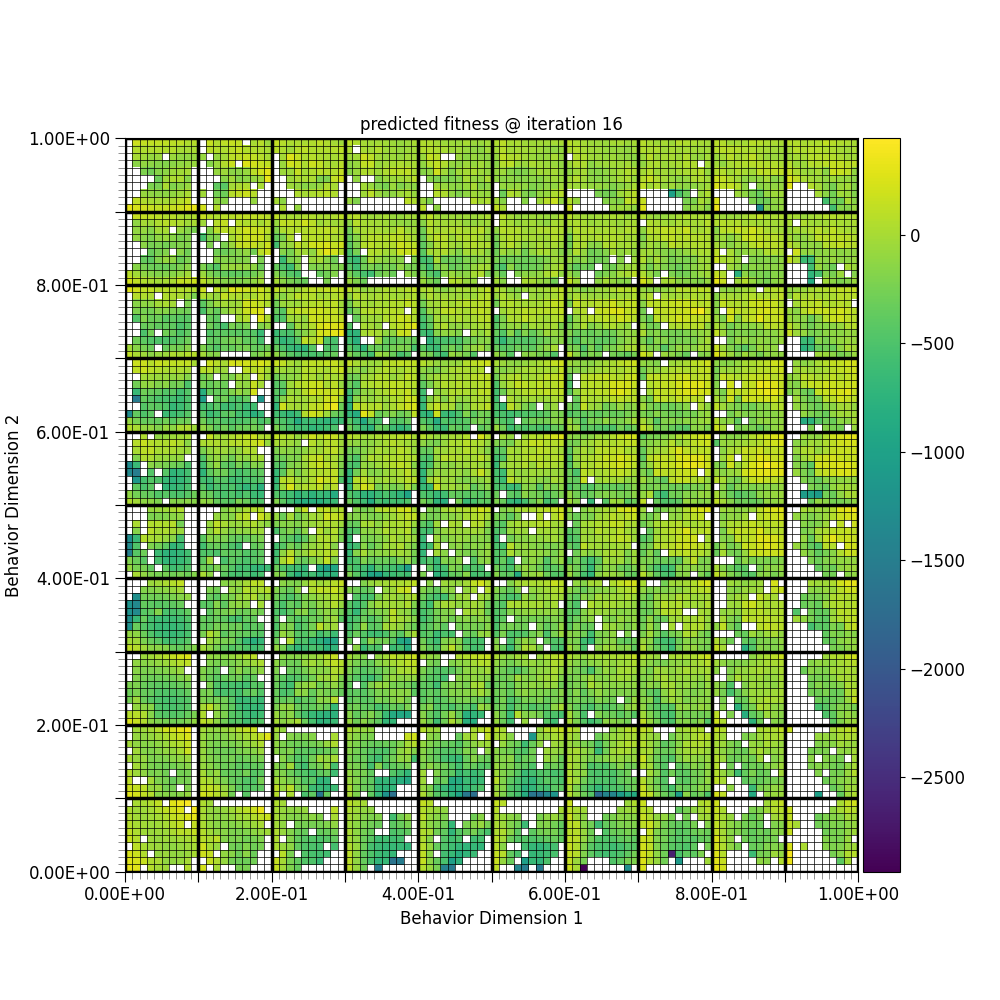 predicted fitness @ iteration 16
1.00E+00
8.00E-01
6.00E-01
4.00E-01
2.00E-01
0.00E+00
Behavior Dimension 2
0.00E+00 2.00E-01 4.00E-01 6.00E-01 8.00E-01 1.00E+00
Behavior Dimension 1
0
−500
−1000
−1500
−2000
−2500